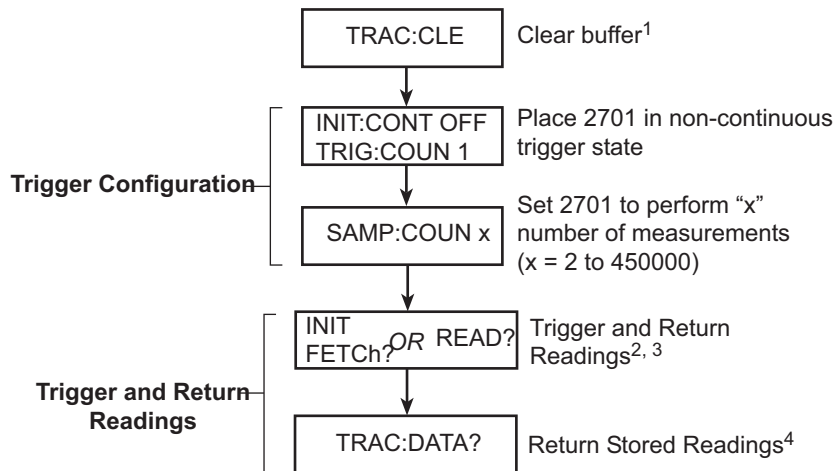 TRAC:CLE
Clear buffer1
INIT:CONT OFF
TRIG:COUN 1
Place 2701 in non-continuous
trigger state
Trigger Configuration
SAMP:COUN x
Set 2701 to perform “x”
number of measurements
(x = 2 to 450000)
INIT
FETCh?
OR
READ?
Trigger and Return
Readings2, 3
Trigger and Return
Readings
TRAC:DATA?
Return Stored Readings4